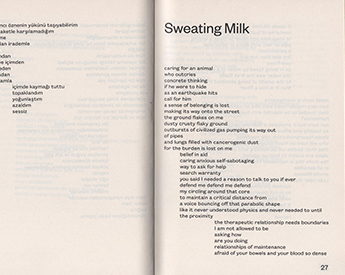 ncı öznenin yükünü taşıyabilirim
aketle karşılamadığım
me
lan irademle
ndan
e içimden
eden
ndan
amla
içimde kaymağı tuttu
topaklandım
yoğunlaştım
azaldım
sessiz
Sweating Milk
caring for an animal
who outcries
concrete thinking
if he were to hide
as an earthquake hits
call for him
a sense of belonging is lost
making its way onto the street
the ground flakes on me
dusty crusty flaky ground
outbursts of civilized gas pumping its way out
of pipes
and lungs filled with cancerogenic dust
for the burden is lost on me
belief in aid
caring anxious self-sabotaging
way to ask for help
search warranty
you said I needed a reason to talk to you if ever
defend me defend me defend
my circling around that core
to maintain a critical distance from
a voice bouncing off that parabolic shape
like it never understood physics and never needed to until
the proximity
the therapeutic relationship needs boundaries
I am not allowed to be
asking how
are you doing
relationships of maintenance
afraid of your bowels and your blood so dense
27